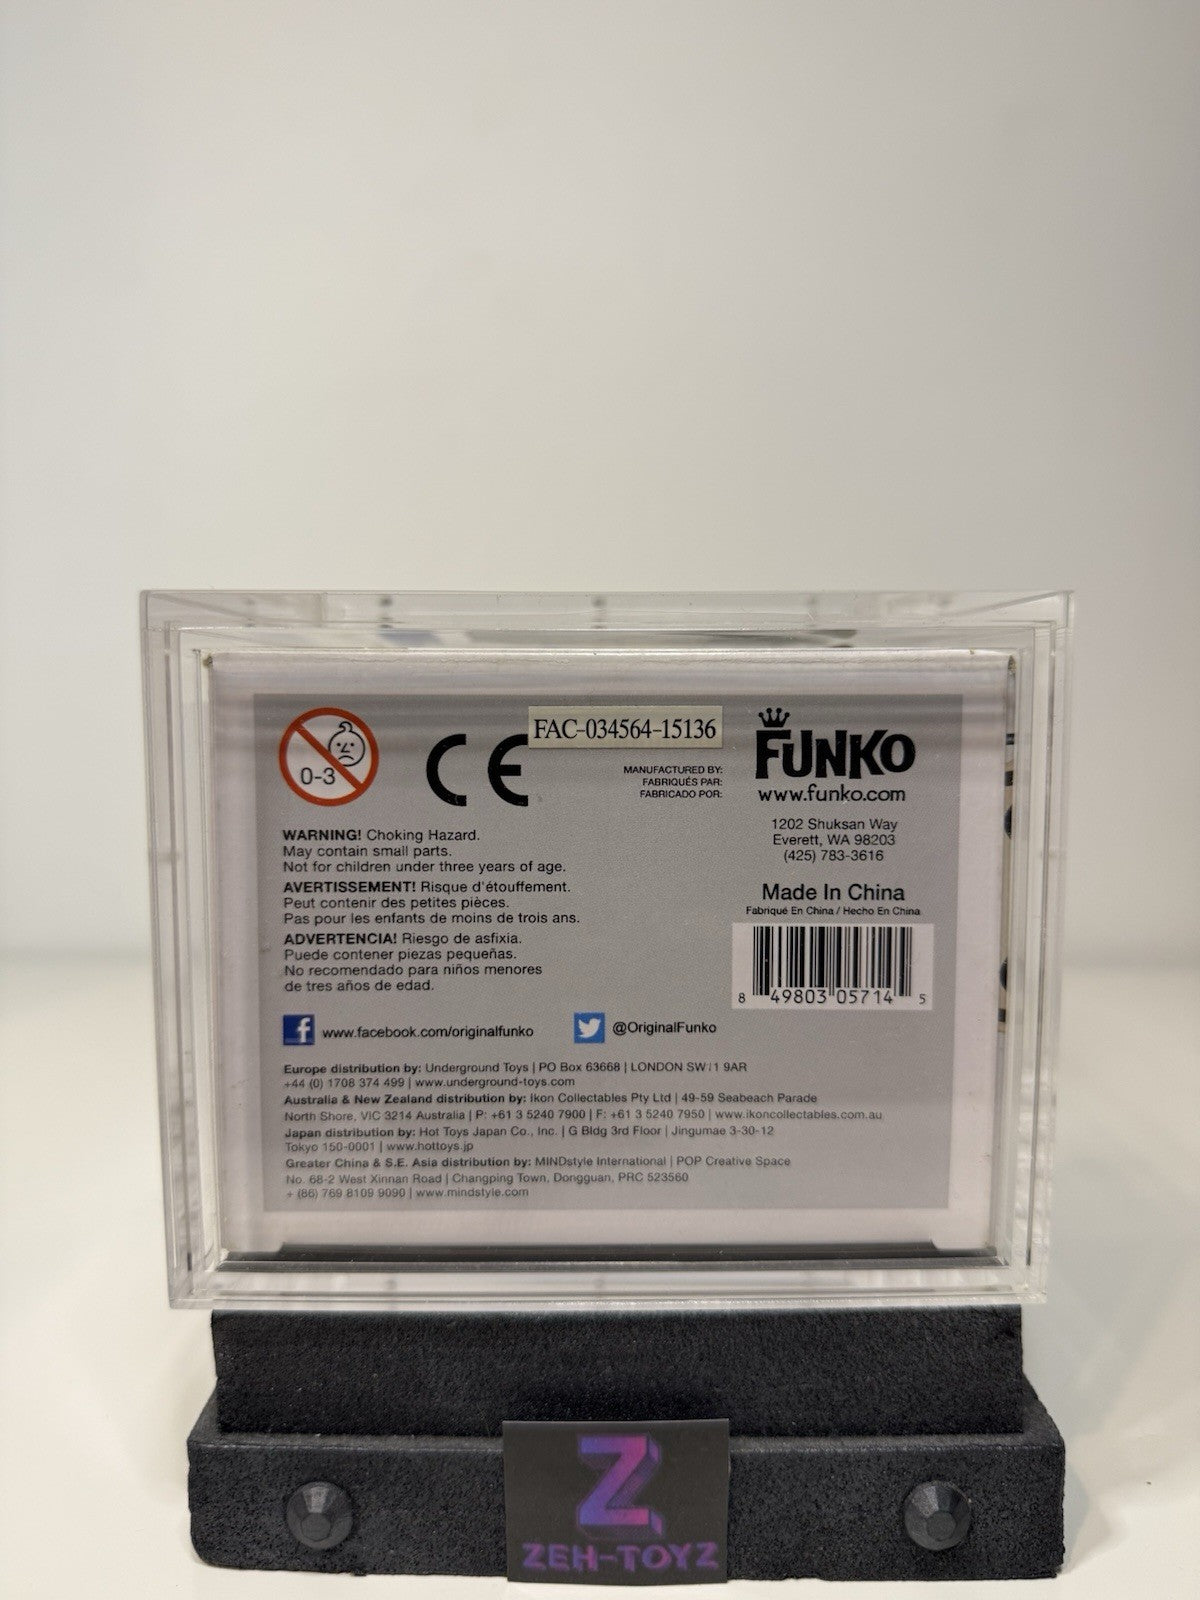 0-3
CE
FAC-034564-15136
MANUFACTURED BY:
FABRIQUÉS PAR:
FABRICADO POR:
FUNKO
www.funko.com
1202 Shuksan Way
Everett, WA 98203
(425) 783-3616
WARNING! Choking Hazard.
May contain small parts.
Not for children under three years of age.
AVERTISSEMENT! Risque d'étouffement.
Peut contenir des petites pièces.
Pas pour les enfants de moins de trois ans.
ADVERTENCIA! Riesgo de asfixia.
Puede contener piezas pequeñas.
No recomendado para niños menores
de tres años de edad.
Made In China
Fabriqué En China / Hecho En China
8 49803 05714 5
f www.facebook.com/originalfunko
@OriginalFunko
Europe distribution by: Underground Toys | PO Box 63668 | LONDON SW11 9AR
+44 (0) 1708 374 499 | www.underground-toys.com
Australia & New Zealand distribution by: Ikon Collectables Pty Ltd | 49-59 Seabeach Parade
North Shore, VIC 3214 Australia | P: +61 3 5240 7900 | F: +61 3 5240 7950 | www.ikoncollectables.com.au
Japan distribution by: Hot Toys Japan Co., Inc. | G Bldg 3rd Floor | Jingumae 3-30-12
Tokyo 150-0001 | www.hottoys.jp
Greater China & S.E. Asia distribution by: MINDstyle International | POP Creative Space
No. 68-2 West Xinnan Road | Changping Town, Dongguan, PRC 523560
+ (86) 769 8109 9090 | www.mindstyle.com
Z
ZEH-TOYZ